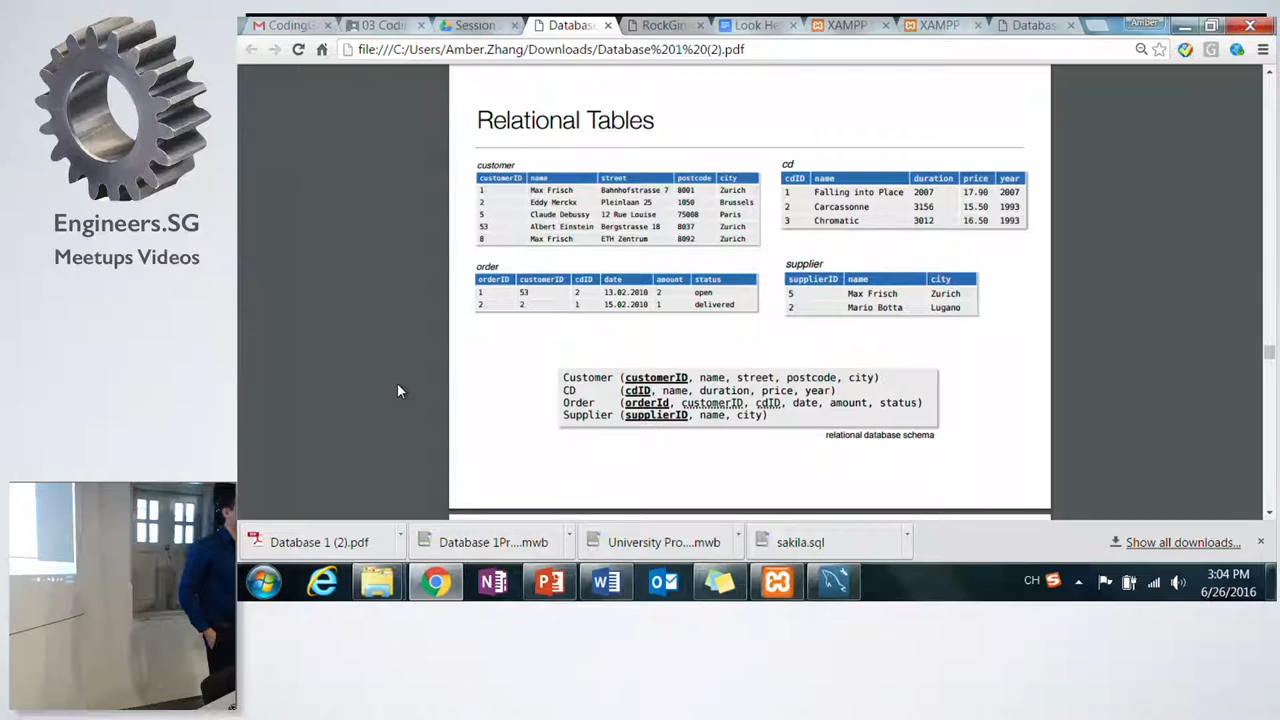 Engineers.SG
Meetups Videos
Coding
03 Codi
Session
Databas
RockGir
Look He
XAMPP
XAMPP
Databas
Amber
file:///C:/Users/Amber.Zhang/Downloads/Database%201%20(2).pdf
Relational Tables
customer
customerID name street postcode city
1 Max Frisch Bahnhofstrasse 7 8001 Zurich
2 Eddy Merckx Pleinlaan 25 1050 Brussels
5 Claude Debussy 12 Rue Louise 75008 Paris
53 Albert Einstein Bergstrasse 18 8037 Zurich
8 Max Frisch ETH Zentrum 8092 Zurich
cd
cdID name duration price year
1 Falling into Place 2007 17.90 2007
2 Carcassonne 3156 15.50 1993
3 Chromatic 3012 16.50 1993
order
orderID customerID cdID date amount status
1 53 2 13.02.2010 2 open
2 2 1 15.02.2010 1 delivered
supplier
supplierID name city
5 Max Frisch Zurich
2 Mario Botta Lugano
Customer (customerID, name, street, postcode, city)
CD (cdID, name, duration, price, year)
Order (orderId, customerID, cdID, date, amount, status)
Supplier (supplierID, name, city)
relational database schema
Database 1 (2).pdf
Database 1Pr....mwb
University Pro....mwb
sakila.sql
Show all downloads...
CH
3:04 PM
6/26/2016